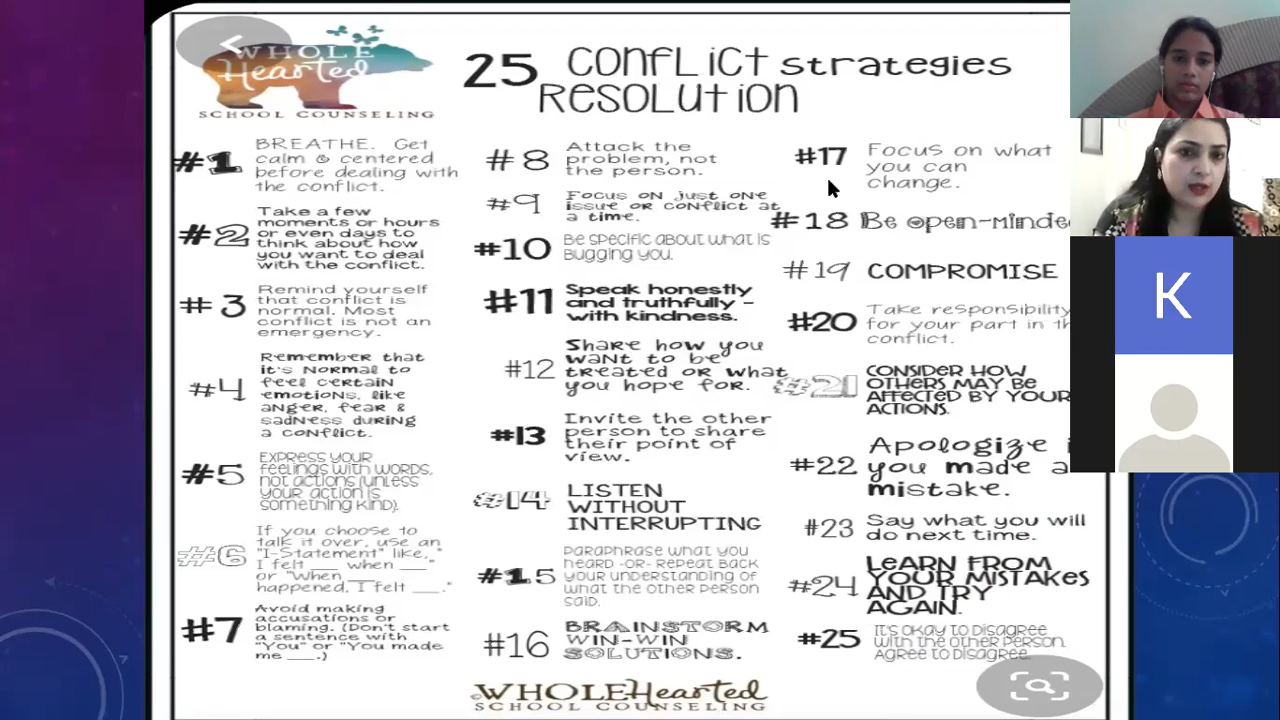 WHOLE
Hearted
SCHOOL COUNSELING
25 CONFLICT strategies
RESOLUTION
#1 BREATHE. Get
calm & centered
before dealing with
the conflict.
#2 Take a few
moments or hours
or even days to
think about how
you want to deal
with the conflict.
#3 Remind yourself
that conflict is
normal. Most
conflict is not an
emergency.
#4 Remember that
it's NORMAL to
feel certain
emotions, like
anger, fear &
sadness during
a conflict.
#5 EXPRESS YOUR
FEELINGS WITH WORDS,
NOT ACTIONS (UNLESS
YOUR ACTION IS
SOMETHING KIND).
#6 If you choose to
talk it over, use an
"I-Statement" like, "
I felt ___ when ___"
or "When ___
happened, I felt ___."
#7 Avoid making
accusations or
blaming. (Don't start
a sentence with
"You" or "You made
me ___.)
#8 Attack the
problem, not
the person.
#9 Focus on just one
issue or conflict at
a time.
#10 Be specific about what is
bugging you.
#11 Speak honestly
and truthfully -
with kindness.
#12 Share how you
want to be
treated or what
you hope for.
#13 Invite the other
person to share
their point of
view.
#14 LISTEN
WITHOUT
INTERRUPTING
#15 Paraphrase what you
heard -OR- repeat back
your understanding of
what the other person
said.
#16 BRAINSTORM
WIN-WIN
SOLUTIONS.
#17 Focus on what
you can
change.
#18 Be open-minde
#19 COMPROMISE
#20 Take responsibility
for your part in th
conflict.
#21 CONSIDER HOW
OTHERS MAY BE
AFFECTED BY YOUR
ACTIONS.
#22 Apologize i
you made a
mistake.
#23 Say what you will
do next time.
#24 LEARN FROM
YOUR MISTAKES
AND TRY
AGAIN.
#25 IT'S OKAY TO DISAGREE
WITH THE OTHER PERSON.
AGREE TO DISAGREE.
©WHOLEHearted
SCHOOL COUNSELING
K